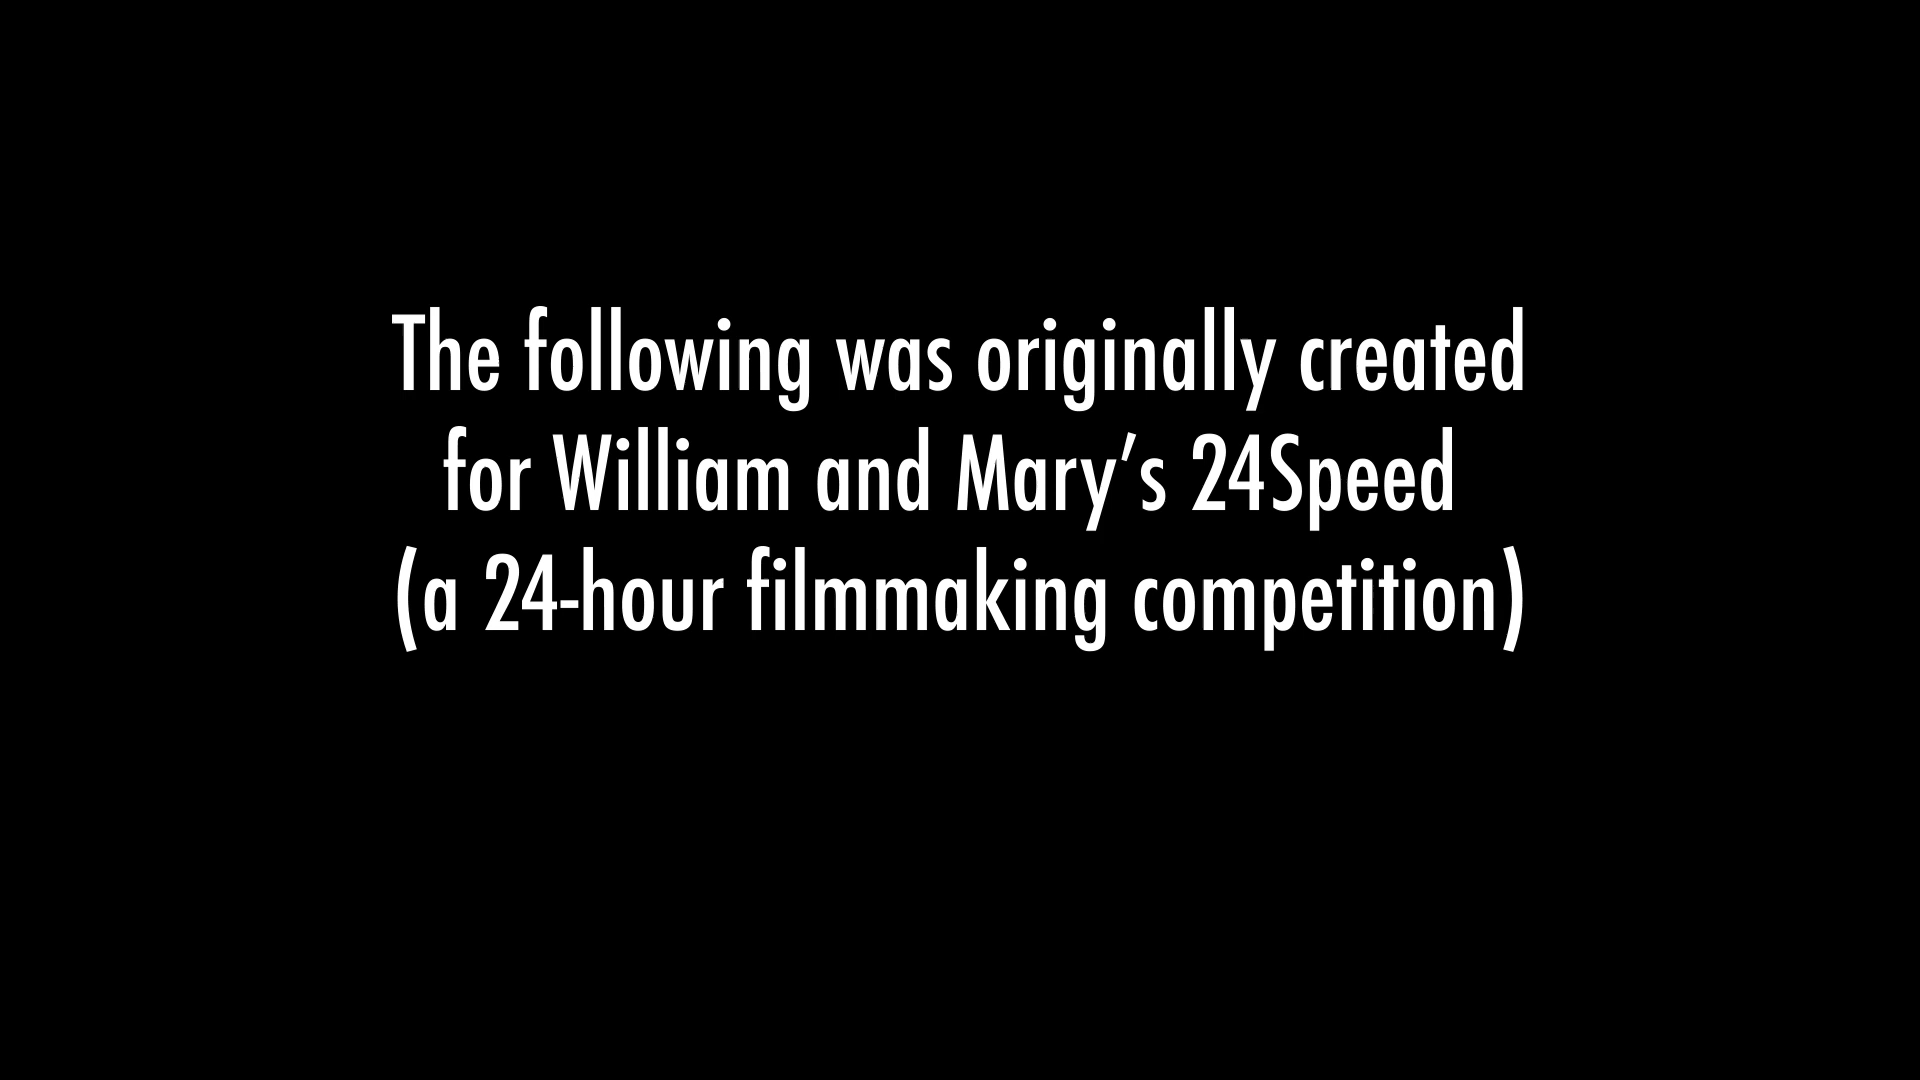 The following was originally created
for William and Mary’s 24Speed
(a 24-hour filmmaking competition)